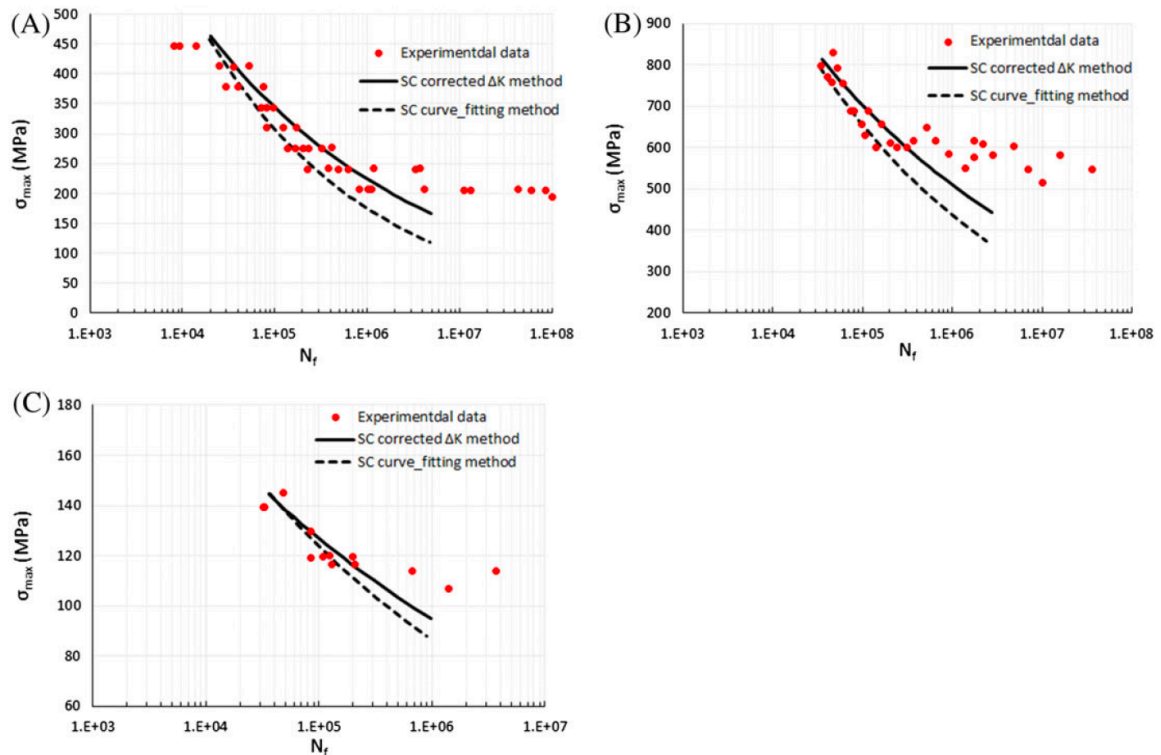 (A)
500
450
400
350
300
250
200
150
100
50
0
σmax (MPa)
Experimentdal data
SC corrected ΔK method
SC curve_fitting method
1.E+03 1.E+04 1.E+05 1.E+06 1.E+07 1.E+08
Nf
(B)
900
800
700
600
500
400
300
200
σmax (MPa)
Experimentdal data
SC corrected ΔK method
SC curve_fitting method
1.E+03 1.E+04 1.E+05 1.E+06 1.E+07 1.E+08
Nf
(C)
180
160
140
120
100
80
60
σmax (MPa)
Experimentdal data
SC corrected ΔK method
SC curve_fitting method
1.E+03 1.E+04 1.E+05 1.E+06 1.E+07
Nf